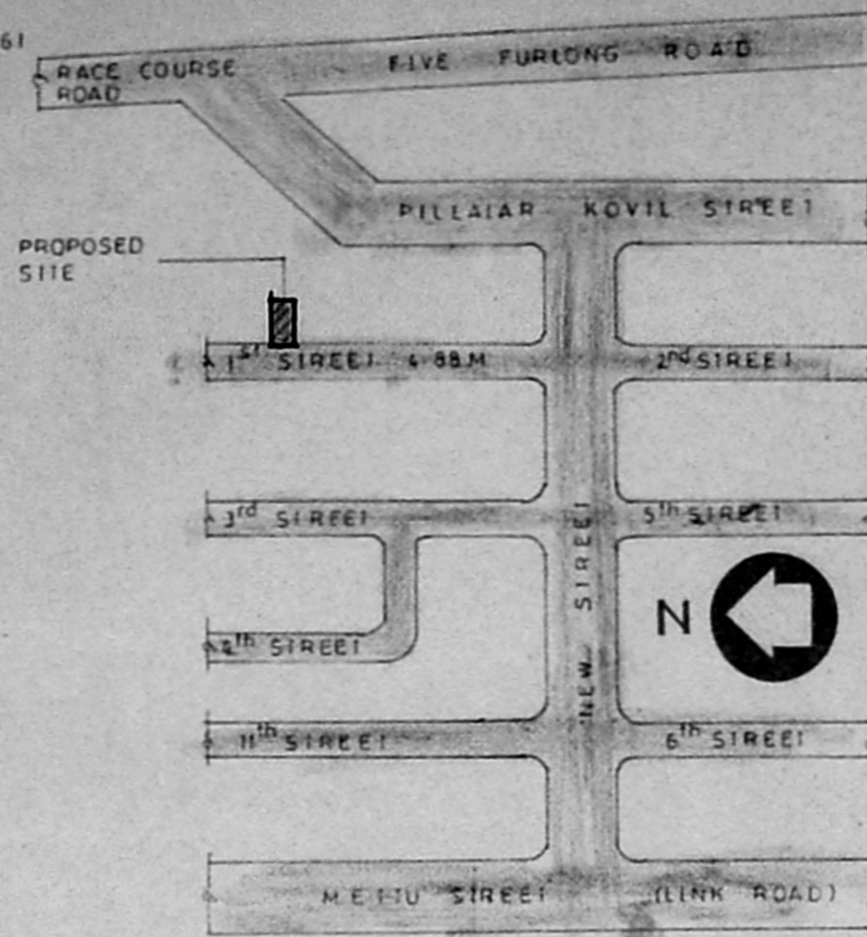 61
RACE COURSE
ROAD
FIVE FURLONG ROAD
PILLAIAR KOVIL STREET
PROPOSED
SITE
1st STREET 4.88M
2nd STREET
3rd STREET
5th STREET
NEW STREET
N
4th STREET
11th STREET
6th STREET
METTU STREET
(LINK ROAD)